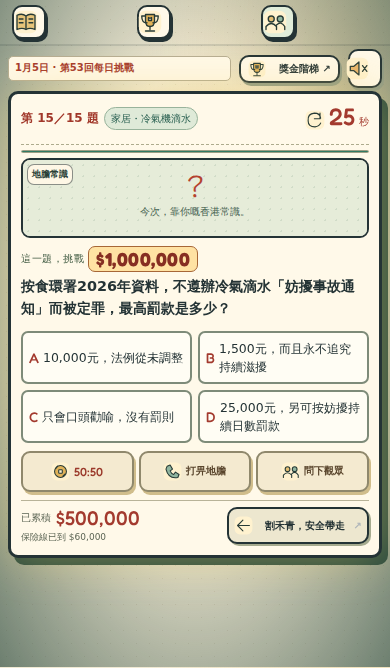 1月5日・第53回每日挑戰
獎金階梯 ↗
第 15／15 題
家居・冷氣機滴水
25 秒
地膽常識
?
今次，靠你嘅香港常識。
這一題，挑戰 $1,000,000
按食環署2026年資料，不遵辦冷氣滴水「妨擾事故通
知」而被定罪，最高罰款是多少？
A 10,000元，法例從未調整
B 1,500元，而且永不追究
持續滋擾
C 只會口頭勸喻，沒有罰則
D 25,000元，另可按妨擾持
續日數罰款
50:50
打畀地膽
問下觀眾
已累積 $500,000
保險線已到 $60,000
← 割禾青，安全帶走 ↗